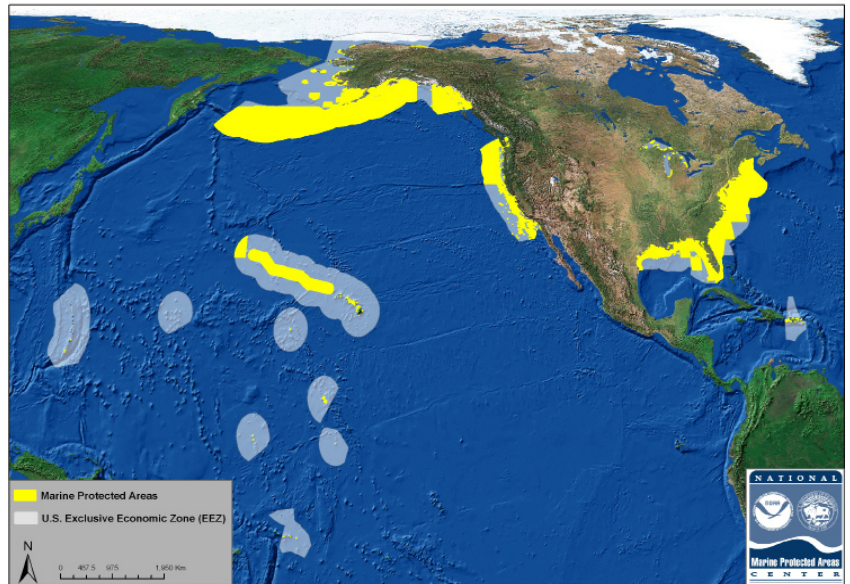 Marine Protected Areas
U.S. Exclusive Economic Zone (EEZ)
N
0 487.5 975 1,950 Km
NATIONAL
Marine Protected Areas
CENTER